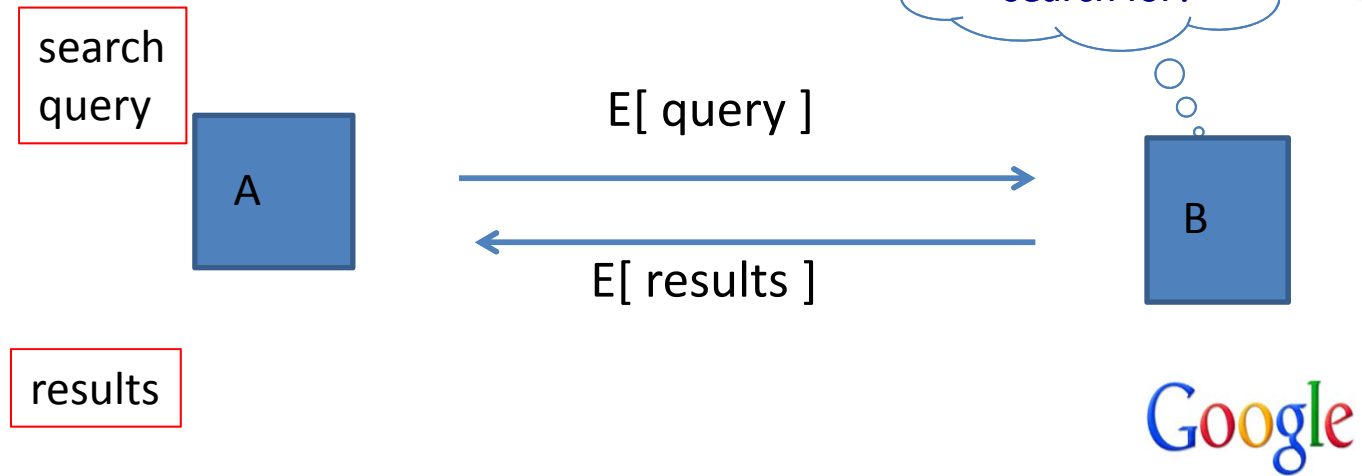 search
query
A
E[ query ]
E[ results ]
B
results
Google